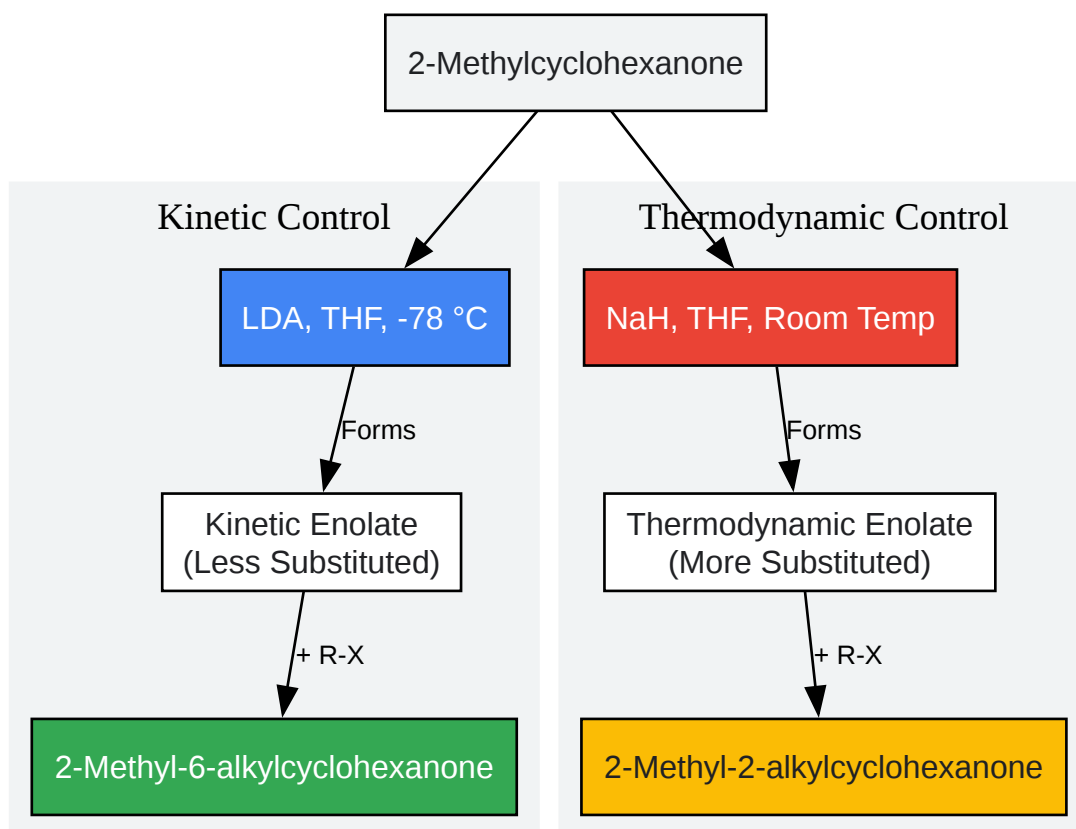 2-Methylcyclohexanone
Kinetic Control
Thermodynamic Control
LDA, THF, -78 °C
NaH, THF, Room Temp
Forms
Forms
Kinetic Enolate
(Less Substituted)
Thermodynamic Enolate
(More Substituted)
+ R-X
+ R-X
2-Methyl-6-alkylcyclohexanone
2-Methyl-2-alkylcyclohexanone